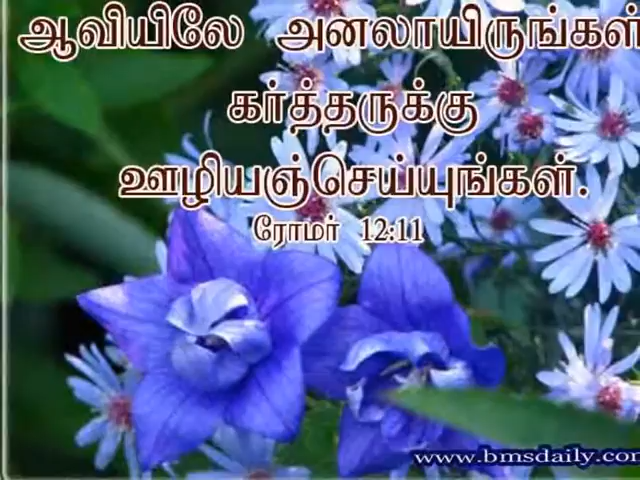 ஆவியிலே அனலாயிருங்கள்
கர்த்தருக்கு
ஊழியஞ்செய்யுங்கள்.
ரோமர் 12:11
www.bmsdaily.com